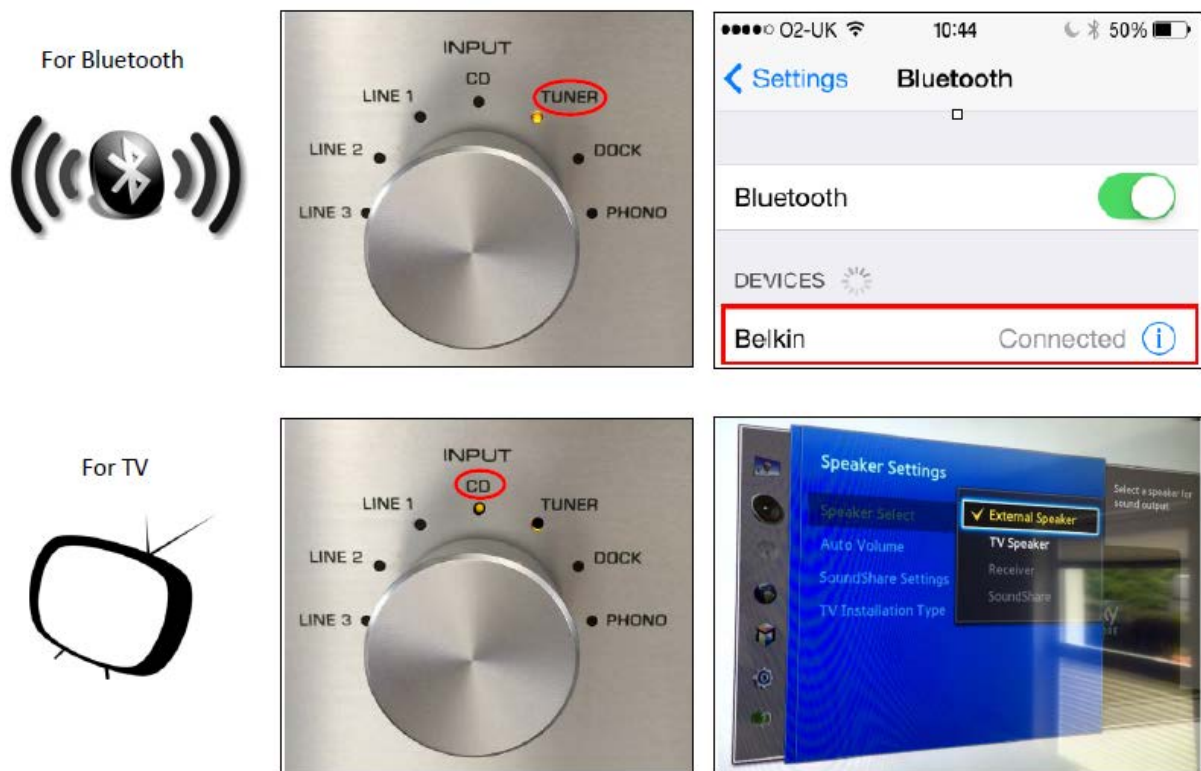 For Bluetooth
INPUT
CD
LINE 1
TUNER
LINE 2
DOCK
LINE 3
PHONO
O2-UK
10:44
50%
Settings
Bluetooth
Bluetooth
DEVICES
Belkin
Connected
i
For TV
INPUT
CD
LINE 1
TUNER
LINE 2
DOCK
LINE 3
PHONO
Speaker Settings
Speaker Select
External Speaker
Select a speaker for
sound output
Auto Volume
TV Speaker
SoundShare Settings
Receiver
TV Installation Type
SoundShare